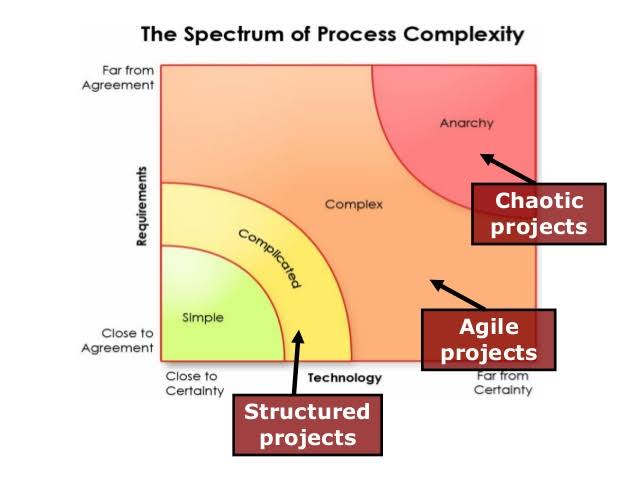 The Spectrum of Process Complexity
Far from
Agreement
Anarchy
Requirements
Chaotic
projects
Complex
Complicated
Simple
Agile
projects
Close to
Agreement
Close to
Certainty
Technology
Far from
Certainty
Structured
projects